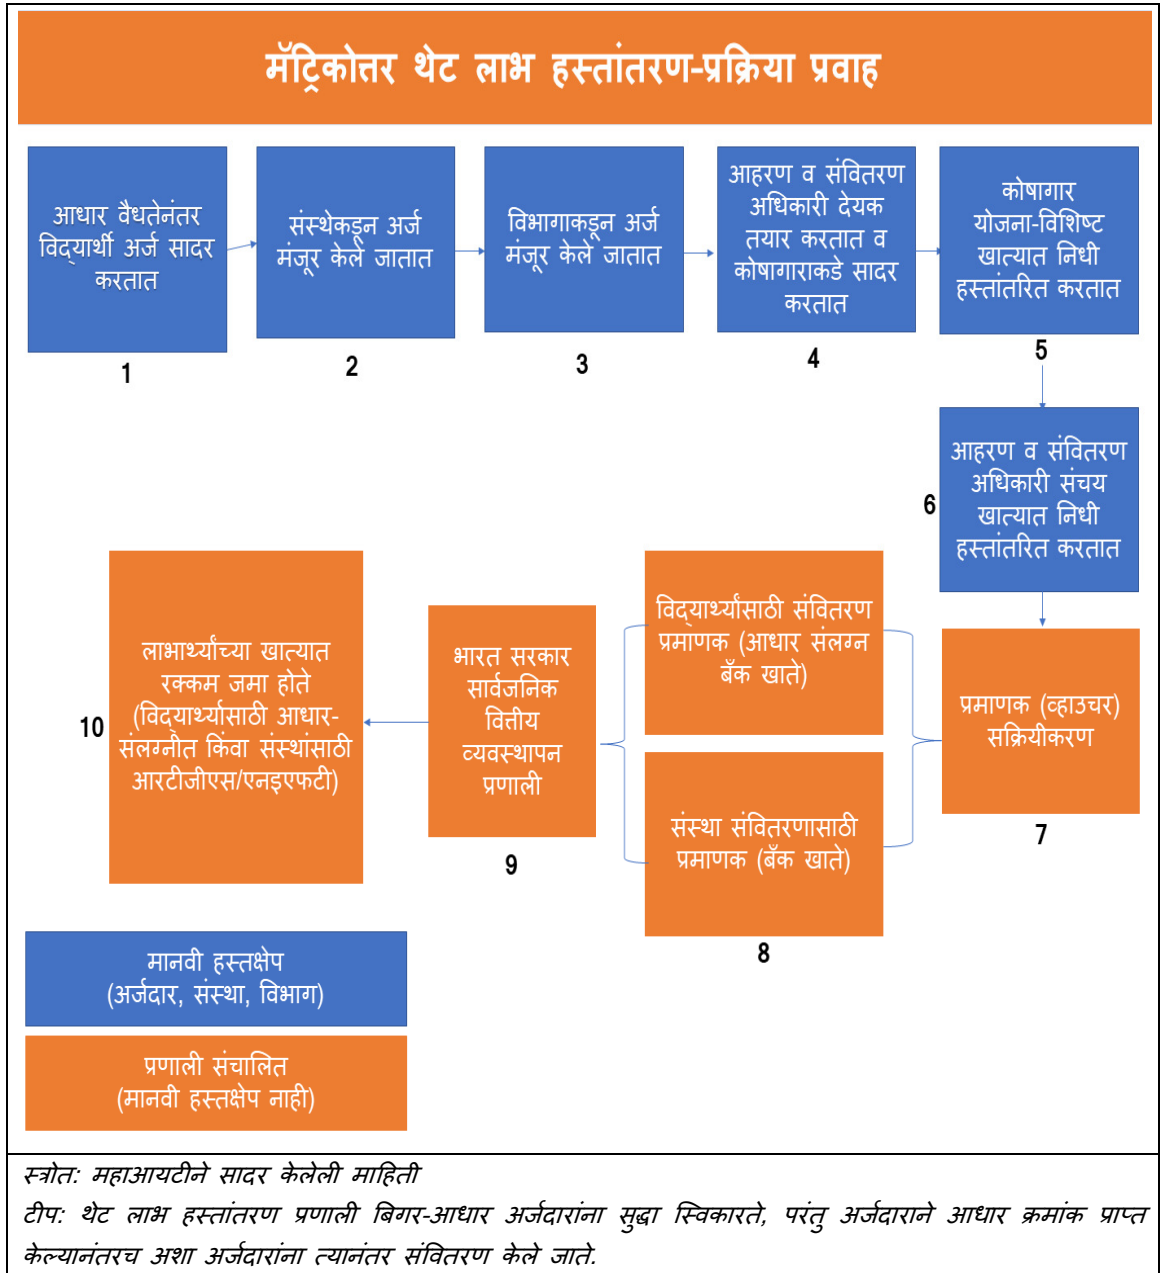 मॅट्रिकोत्तर थेट लाभ हस्तांतरण-प्रक्रिया प्रवाह
आधार वैधतेनंतर
विद्यार्थी अर्ज सादर
करतात
1
संस्थेकडून अर्ज
मंजूर केले जातात
2
विभागाकडून अर्ज
मंजूर केले जातात
3
आहरण व संवितरण
अधिकारी देयक
तयार करतात व
कोषागाराकडे सादर
करतात
4
कोषागार
योजना-विशिष्ट
खात्यात निधी
हस्तांतरित करतात
5
आहरण व संवितरण
अधिकारी संचय
खात्यात निधी
हस्तांतरित करतात
6
प्रमाणक (व्हाउचर)
सक्रियीकरण
7
विद्यार्थ्यांसाठी संवितरण
प्रमाणक (आधार संलग्न
बॅक खाते)
संस्था संवितरणासाठी
प्रमाणक (बॅक खाते)
8
भारत सरकार
सार्वजनिक
वित्तीय
व्यवस्थापन
प्रणाली
9
लाभार्थ्यांच्या खात्यात
रक्कम जमा होते
(विद्यार्थ्यासाठी आधार-
संलग्नीत किंवा संस्थांसाठी
आरटीजीएस/एनइएफटी)
10
मानवी हस्तक्षेप
(अर्जदार, संस्था, विभाग)
प्रणाली संचालित
(मानवी हस्तक्षेप नाही)
स्त्रोत: महाआयटीने सादर केलेली माहिती
टीप: थेट लाभ हस्तांतरण प्रणाली बिगर-आधार अर्जदारांना सुद्धा स्विकारते, परंतु अर्जदाराने आधार क्रमांक प्राप्त
केल्यानंतरच अशा अर्जदारांना त्यानंतर संवितरण केले जाते.